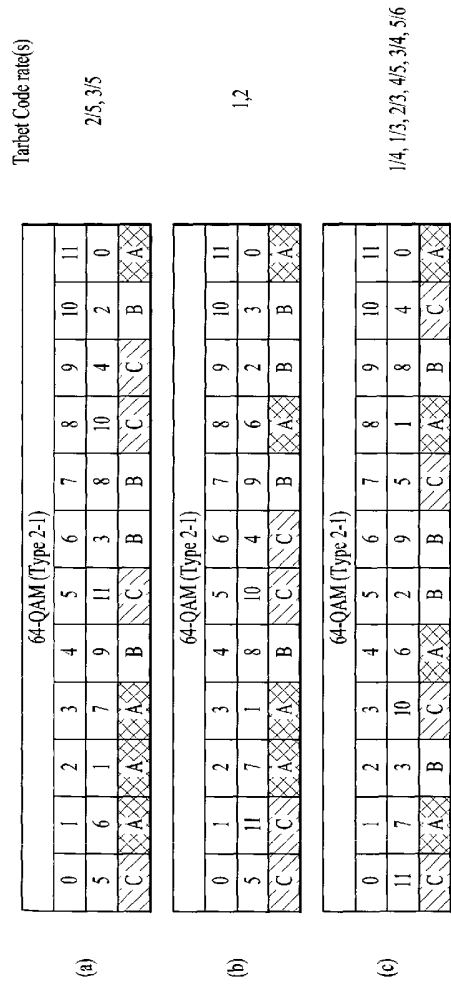 Tarbet Code rate(s)
(a)
64-QAM (Type 2-1)
0 1 2 3 4 5 6 7 8 9 10 11
5 6 1 7 9 11 3 8 10 4 2 0
C A A A B C B B C C B A
2/5, 3/5
(b)
64-QAM (Type 2-1)
0 1 2 3 4 5 6 7 8 9 10 11
5 11 7 1 8 10 4 9 6 2 3 0
C C A A B C C B A B B A
1,2
(c)
64-QAM (Type 2-1)
0 1 2 3 4 5 6 7 8 9 10 11
11 7 3 10 6 2 9 5 1 8 4 0
C A B C A B B C A B C A
1/4, 1/3, 2/3, 4/5, 3/4, 5/6